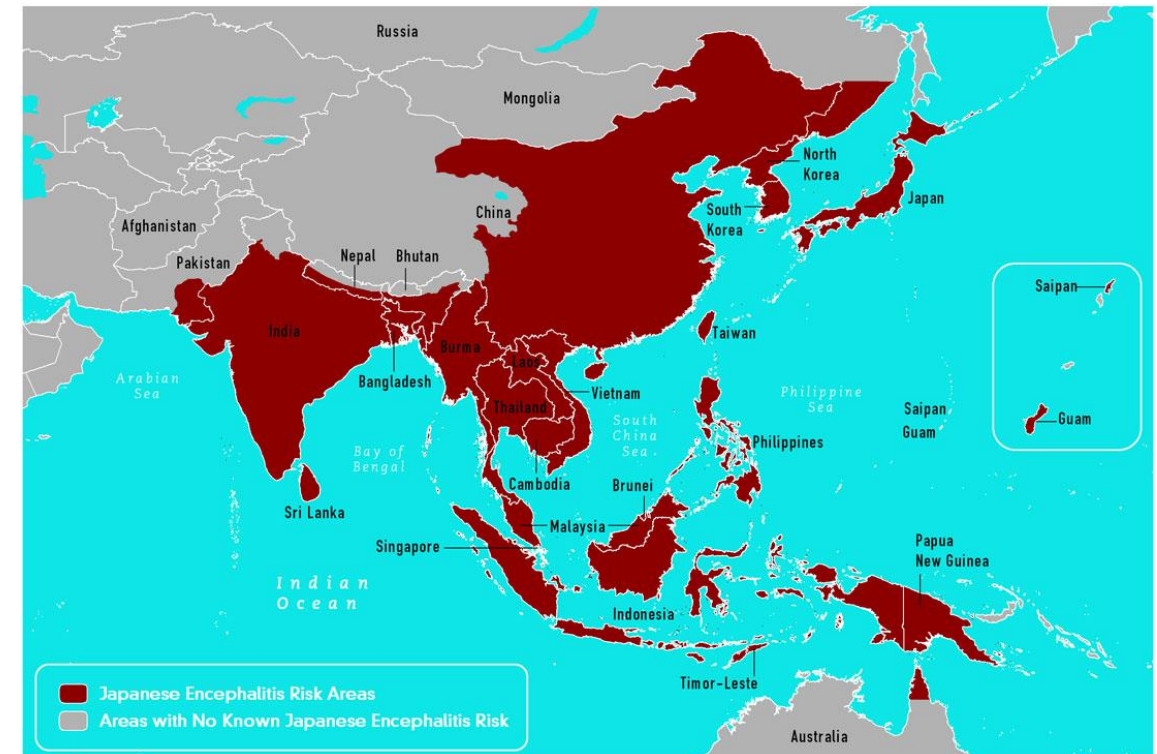 Russia
Mongolia
North
Korea
China
South
Korea
Japan
Afghanistan
Pakistan
Nepal
Bhutan
Saipan
India
Taiwan
Burma
Laos
Bangladesh
Arabian
Sea
Vietnam
Philippine
Sea
Thailand
Saipan
Guam
Guam
South
China
Sea
Philippines
Bay of
Bengal
Cambodia
Brunei
Sri Lanka
Malaysia
Singapore
Papua
New Guinea
Indian
Ocean
Indonesia
Timor-Leste
Japanese Encephalitis Risk Areas
Areas with No Known Japanese Encephalitis Risk
Australia